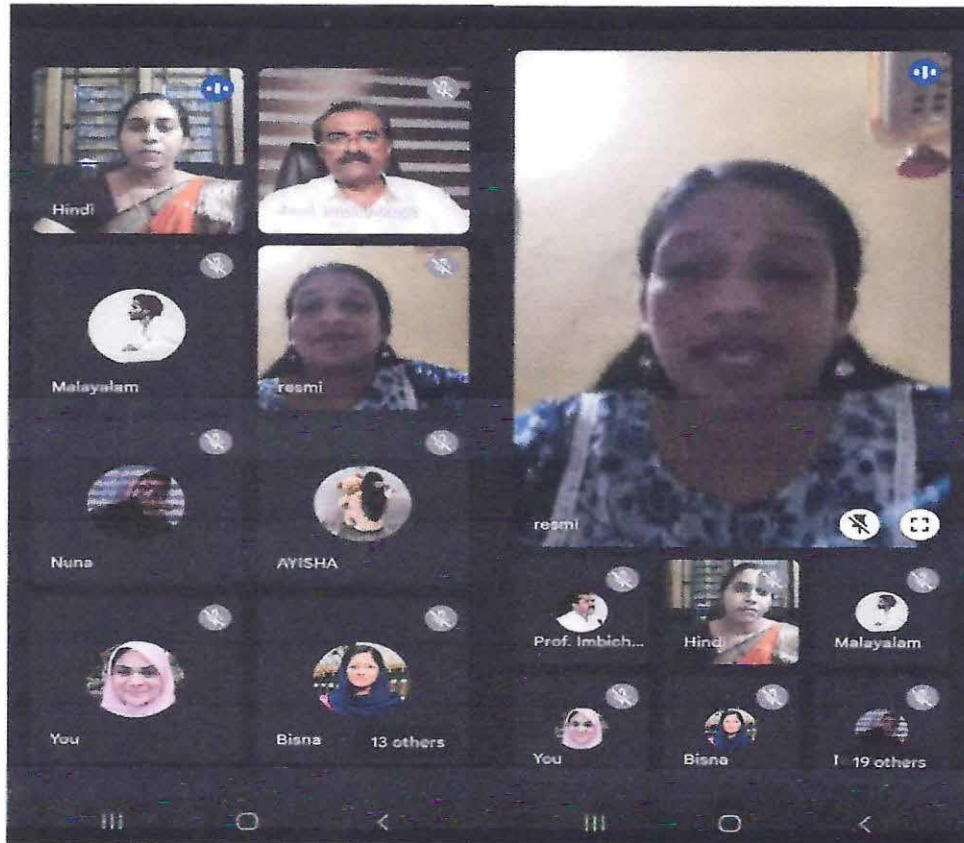 Hindi
Malayalam
resmi
Nuna
AYISHA
You
Bisna
13 others
resmi
Prof. Imbich...
Hindi
Malayalam
You
Bisna
19 others